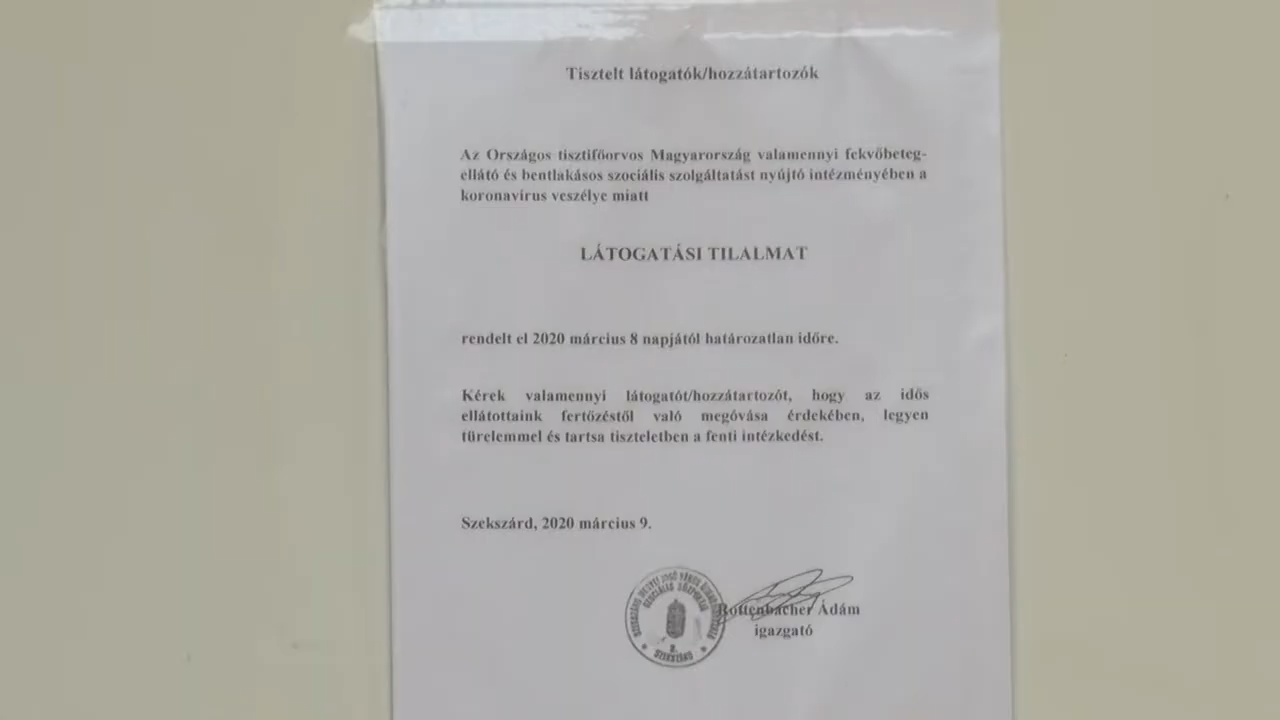 Tisztelt látogatók/hozzátartozók
Az Országos tisztifőorvos Magyarország valamennyi fekvőbeteg-
ellátó és bentlakásos szociális szolgáltatást nyújtó intézményében a
koronavírus veszélye miatt
LÁTOGATÁSI TILALMAT
rendelt el 2020 március 8 napjától határozatlan időre.
Kérek valamennyi látogatót/hozzátartozót, hogy az idős
ellátottaink fertőzéstől való megóvása érdekében, legyen
türelemmel és tartsa tiszteletben a fenti intézkedést.
Szekszárd, 2020 március 9.
Rottenbacher Ádám
igazgató
2.
SZEKSZÁRD